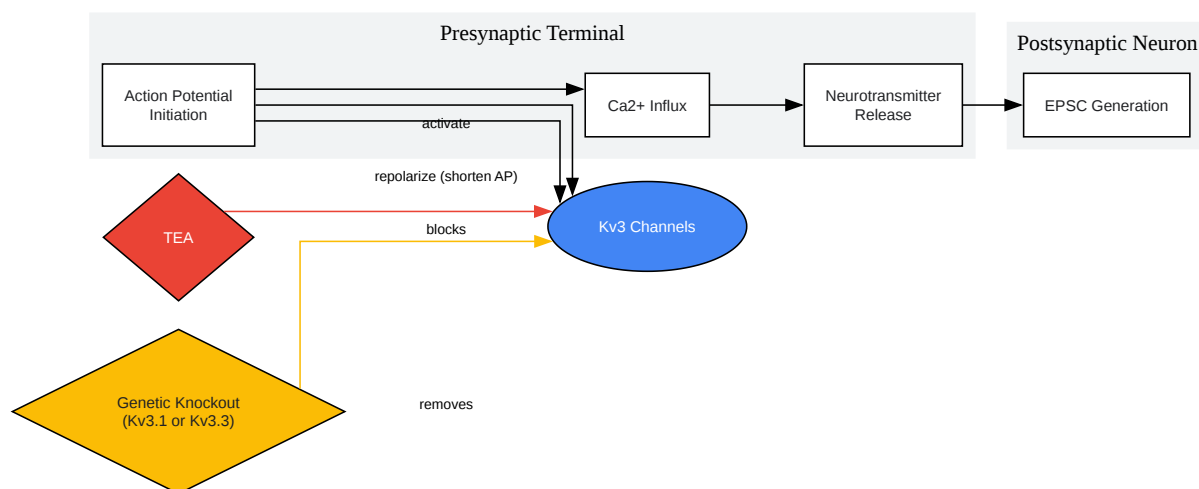 Presynaptic Terminal
Postsynaptic Neuron
Action Potential
Initiation
Ca2+ Influx
Neurotransmitter
Release
EPSC Generation
activate
repolarize (shorten AP)
TEA
blocks
Kv3 Channels
Genetic Knockout
(Kv3.1 or Kv3.3)
removes